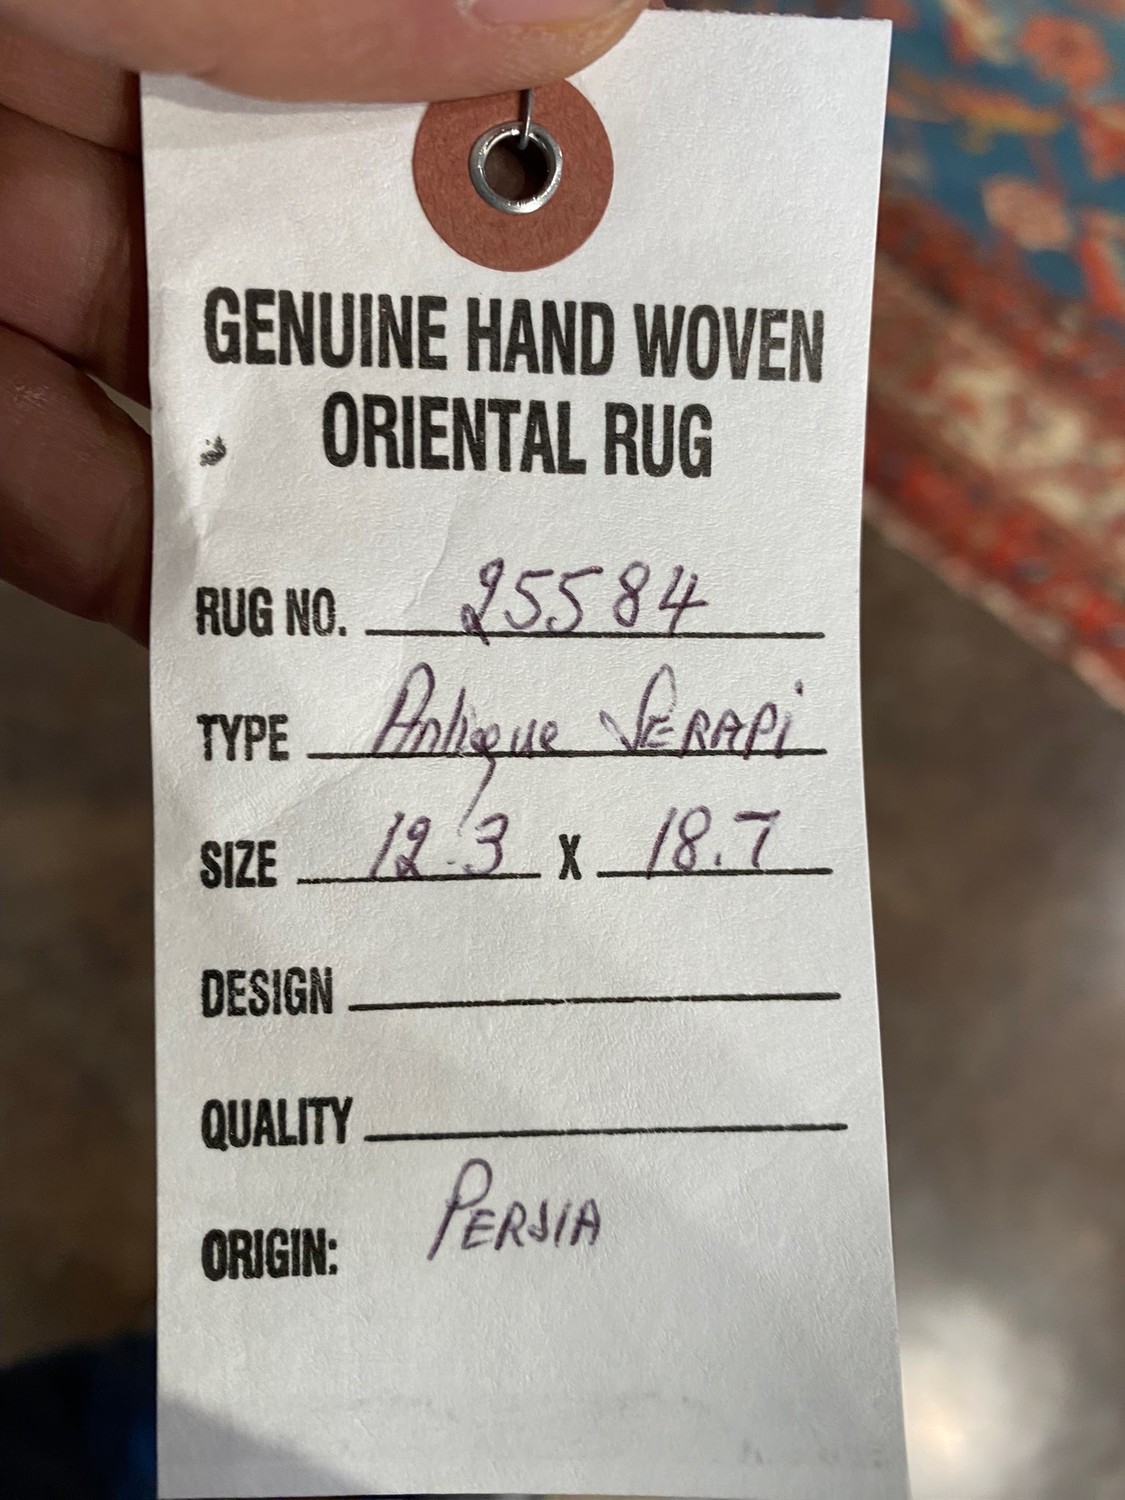 GENUINE HAND WOVEN
ORIENTAL RUG
RUG NO. 25584
TYPE Antique SERAPi
SIZE 12.3 X 18.7
DESIGN
QUALITY
ORIGIN: PERSIA